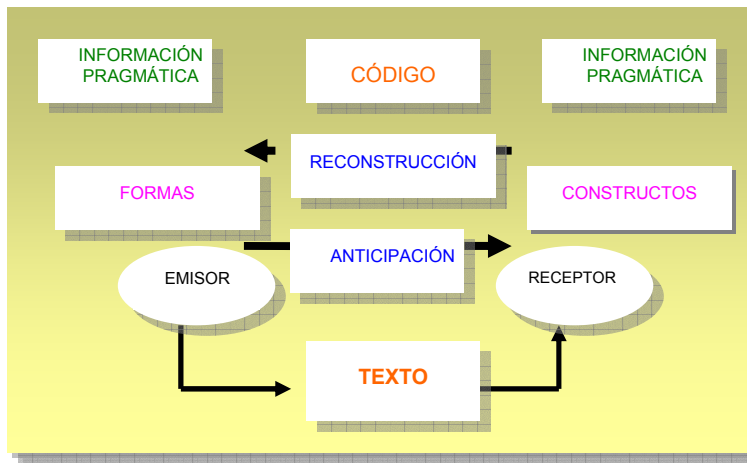 INFORMACIÓN
PRAGMÁTICA
CÓDIGO
INFORMACIÓN
PRAGMÁTICA
RECONSTRUCCIÓN
FORMAS
CONSTRUCTOS
ANTICIPACIÓN
EMISOR
RECEPTOR
TEXTO